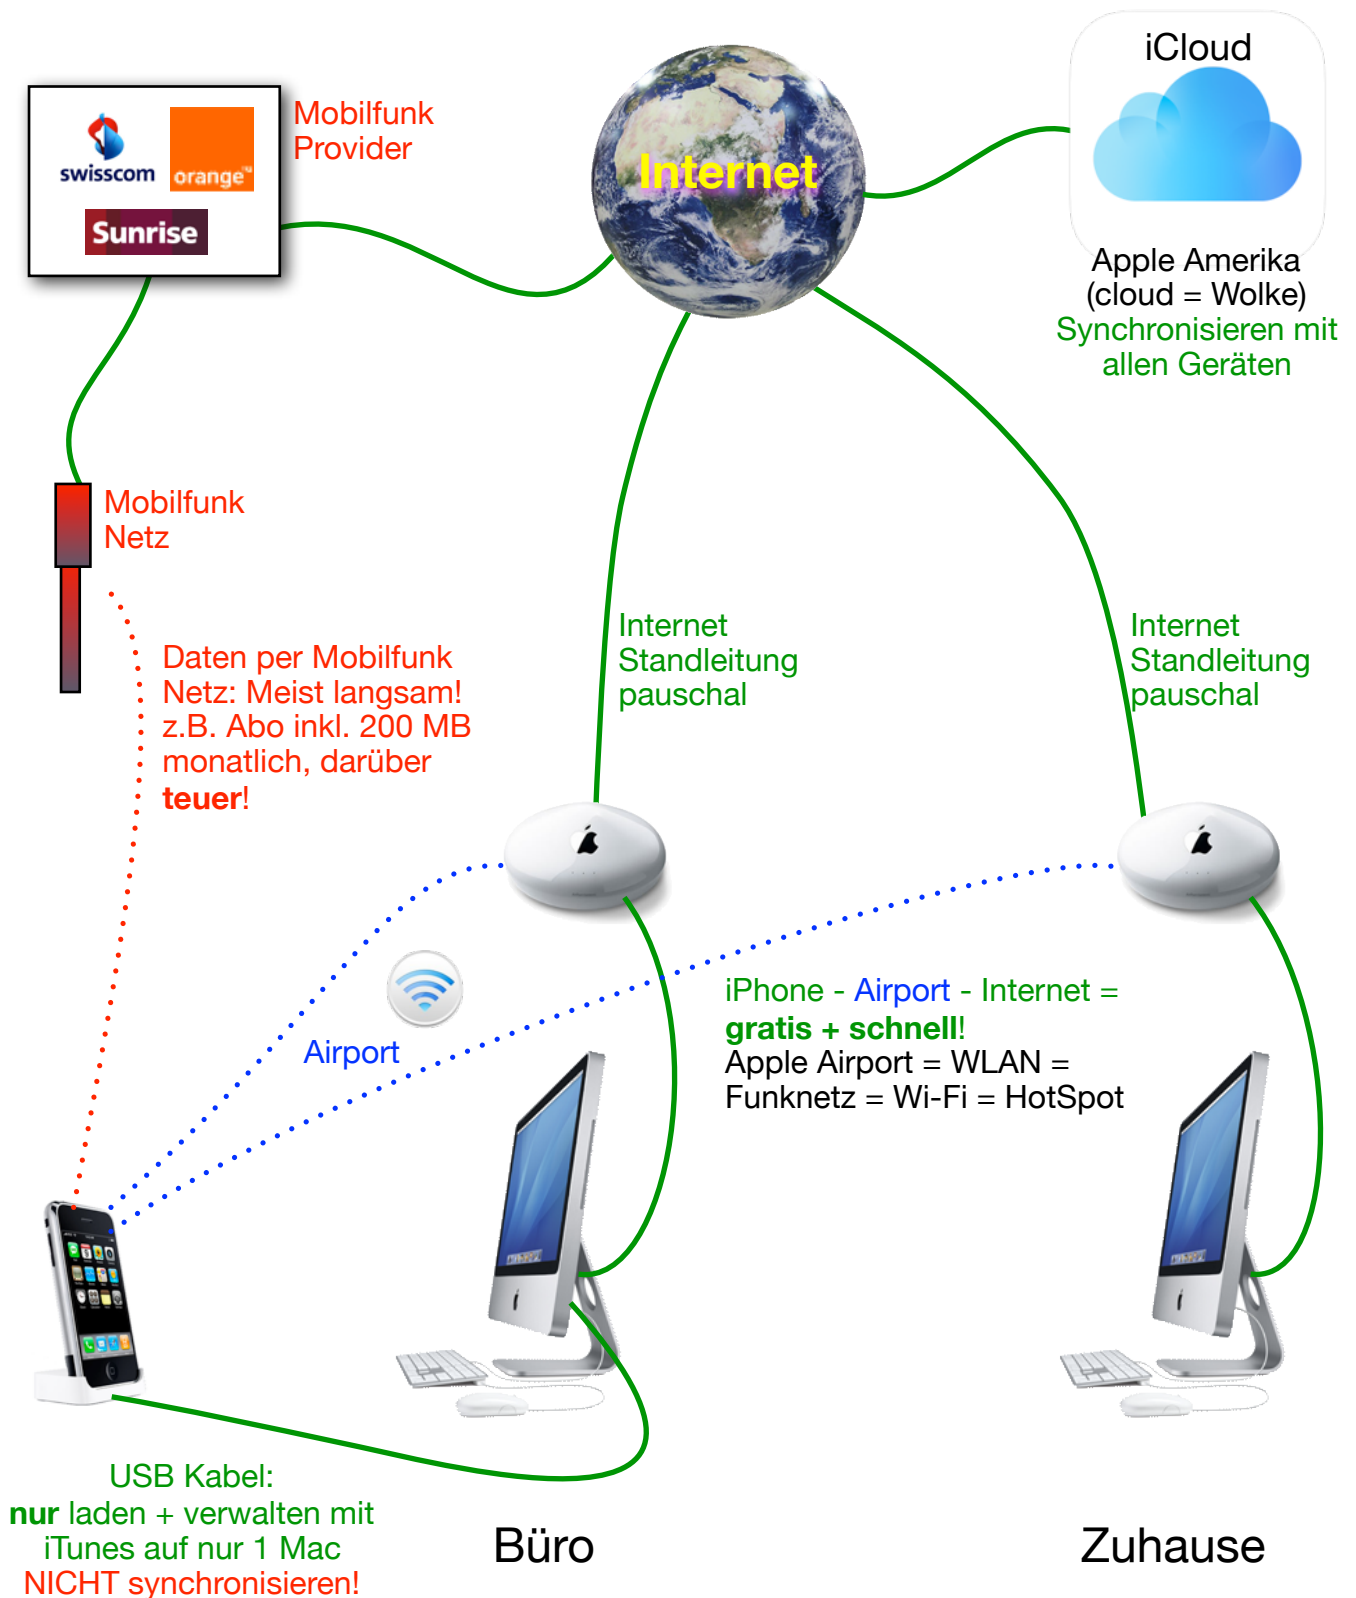 iCloud
Mobilfunk
Provider
swisscom
orange
Sunrise
Internet
Apple Amerika
(cloud = Wolke)
Synchronisieren mit
allen Geräten
Mobilfunk
Netz
Internet
Standleitung
pauschal
Internet
Standleitung
pauschal
Daten per Mobilfunk
Netz: Meist langsam!
z.B. Abo inkl. 200 MB
monatlich, darüber
teuer!
iPhone - Airport - Internet =
gratis + schnell!
Apple Airport = WLAN =
Funknetz = Wi-Fi = HotSpot
Airport
USB Kabel:
nur laden + verwalten mit
iTunes auf nur 1 Mac
NICHT synchronisieren!
Büro
Zuhause